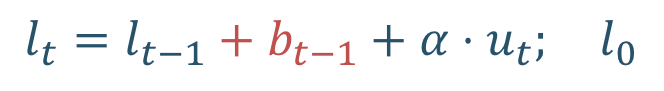 lₜ = lₜ₋₁ + bₜ₋₁ + α · uₜ; l₀